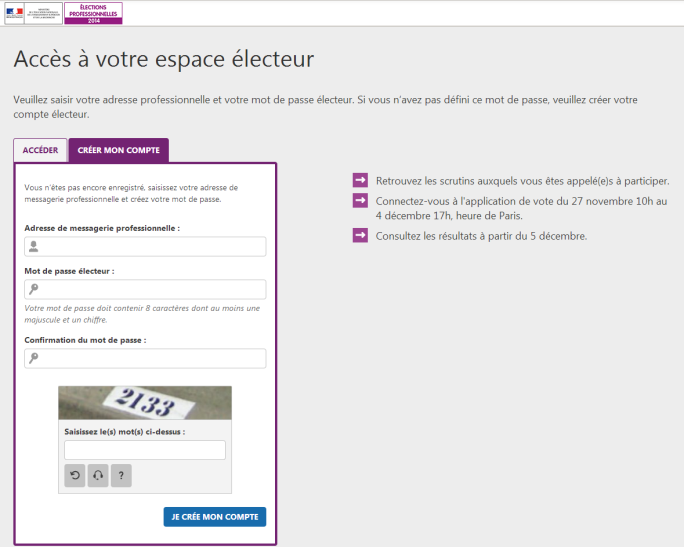 ÉLECTIONS
PROFESSIONNELLES
2014
Accès à votre espace électeur
Veuillez saisir votre adresse professionnelle et votre mot de passe électeur. Si vous n'avez pas défini ce mot de passe, veuillez créer votre
compte électeur.
ACCÉDER
CRÉER MON COMPTE
Vous n'êtes pas encore enregistré, saisissez votre adresse de
messagerie professionnelle et créez votre mot de passe.
Adresse de messagerie professionnelle :
Mot de passe électeur :
Votre mot de passe doit contenir 8 caractères dont au moins une
majuscule et un chiffre.
Confirmation du mot de passe :
2133
Saisissez le(s) mot(s) ci-dessus :
?
JE CRÉE MON COMPTE
Retrouvez les scrutins auxquels vous êtes appelé(e)s à participer.
Connectez-vous à l'application de vote du 27 novembre 10h au
4 décembre 17h, heure de Paris.
Consultez les résultats à partir du 5 décembre.